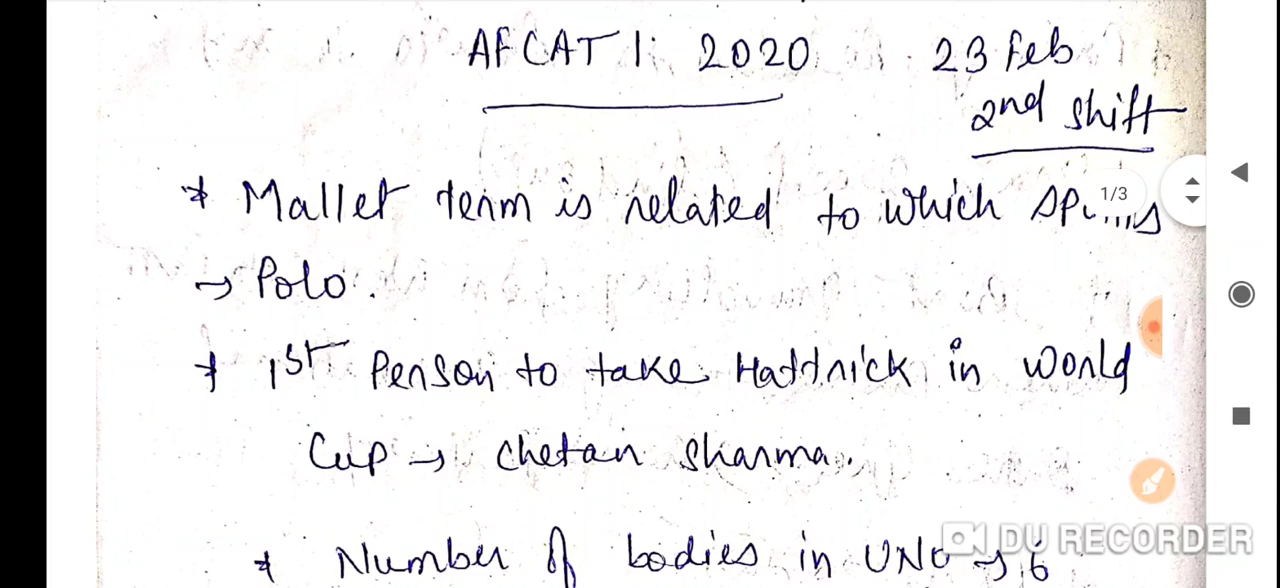 AFCAT 1: 2020 23 Feb
2nd shift
* Mallet term is related to which
1/3
→ Polo.
* 1st Person to take Hattrick in world
Cup → Chetan Sharma.
* Number of bodies in UNO → 6
DU RECORDER